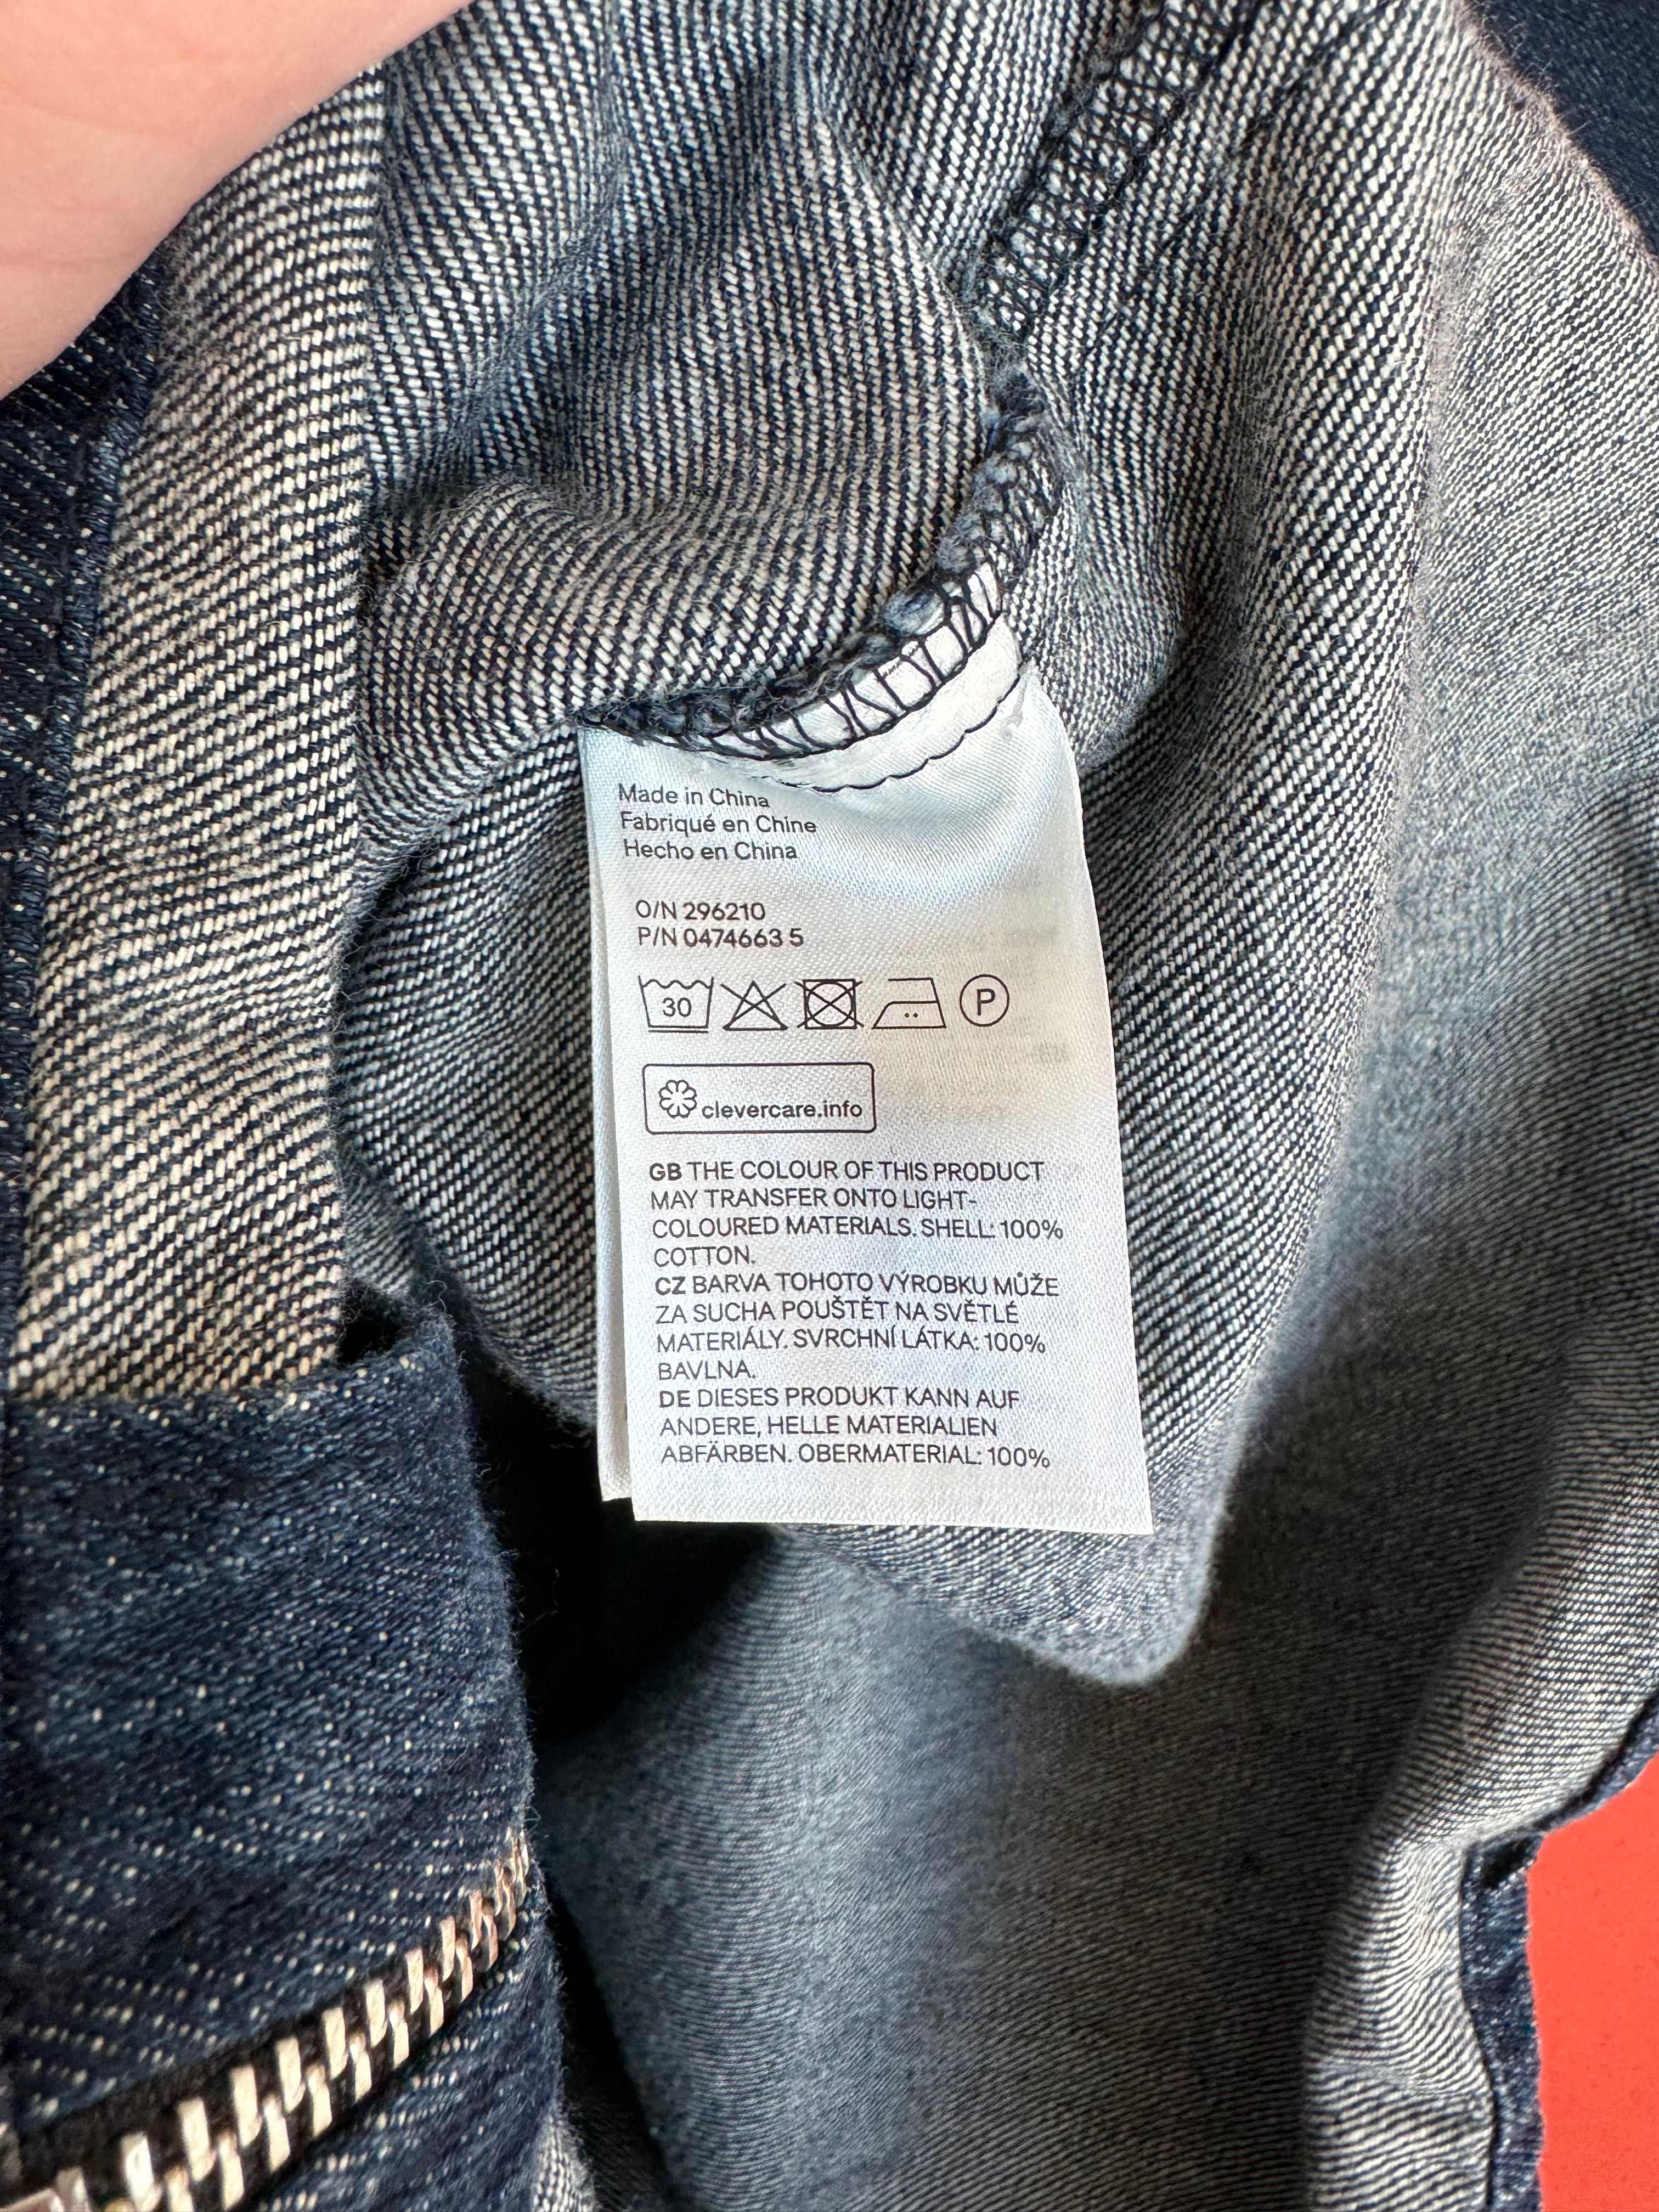 Made in China
Fabriqué en Chine
Hecho en China
O/N 296210
P/N 0474663 5
30
P
clevercare.info
GB THE COLOUR OF THIS PRODUCT
MAY TRANSFER ONTO LIGHT-
COLOURED MATERIALS. SHELL: 100%
COTTON.
CZ BARVA TOHOTO VÝROBKU MŮŽE
ZA SUCHA POUŠTĚT NA SVĚTLÉ
MATERIÁLY. SVRCHNÍ LÁTKA: 100%
BAVLNA.
DE DIESES PRODUKT KANN AUF
ANDERE, HELLE MATERIALIEN
ABFÄRBEN. OBERMATERIAL: 100%